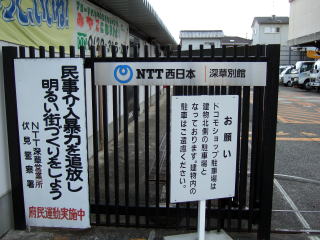 NTT西日本 深草別館
民事介入暴力を追放し
明るい街づくりをしよう
NTT深草営業所
伏見警察署
府民運動実施中
お願い
ドコモショップ駐車場は
建物北側の駐車場と
なっております。建物内の
駐車はご遠慮ください。